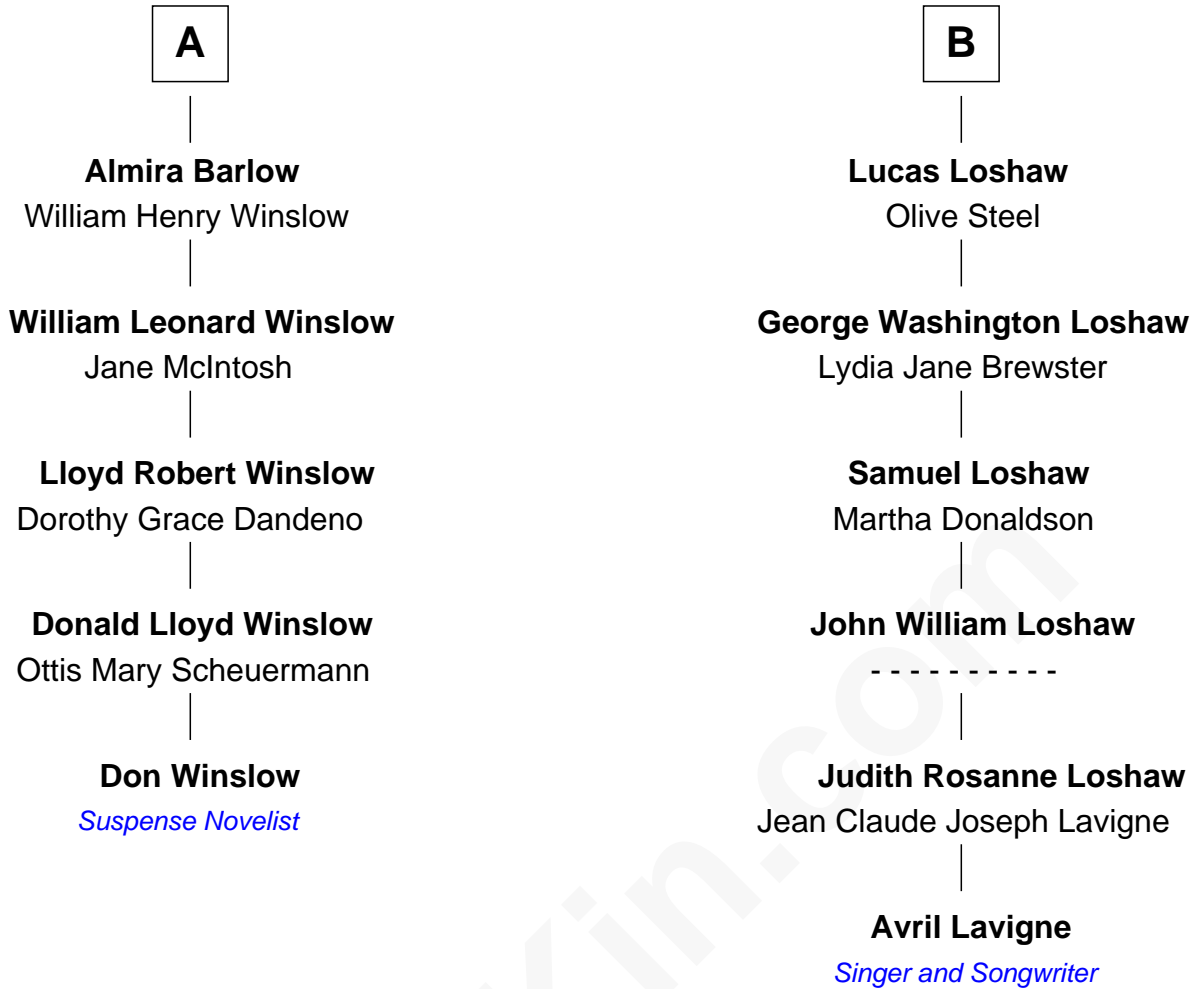 A
Almira Barlow
William Henry Winslow
William Leonard Winslow
Jane McIntosh
Lloyd Robert Winslow
Dorothy Grace Dandeno
Donald Lloyd Winslow
Ottis Mary Scheuermann
Don Winslow
Suspense Novelist
B
Lucas Loshaw
Olive Steel
George Washington Loshaw
Lydia Jane Brewster
Samuel Loshaw
Martha Donaldson
John William Loshaw
- - - - - - - - - -
Judith Rosanne Loshaw
Jean Claude Joseph Lavigne
Avril Lavigne
Singer and Songwriter